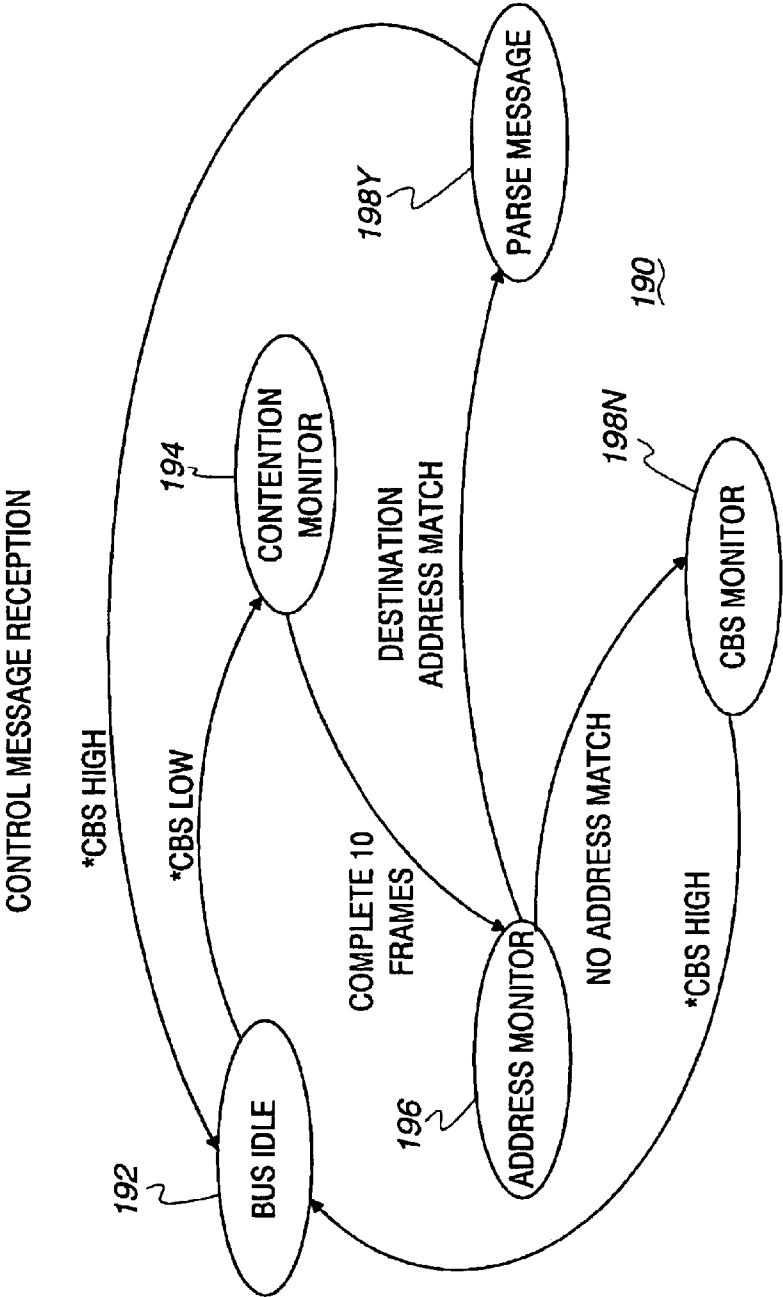 CONTROL MESSAGE RECEPTION
*CBS HIGH
*CBS LOW
192
BUS IDLE
194
CONTENTION
MONITOR
198Y
PARSE MESSAGE
COMPLETE 10
FRAMES
DESTINATION
ADDRESS MATCH
196
ADDRESS MONITOR
NO ADDRESS MATCH
190
198N
CBS MONITOR
*CBS HIGH